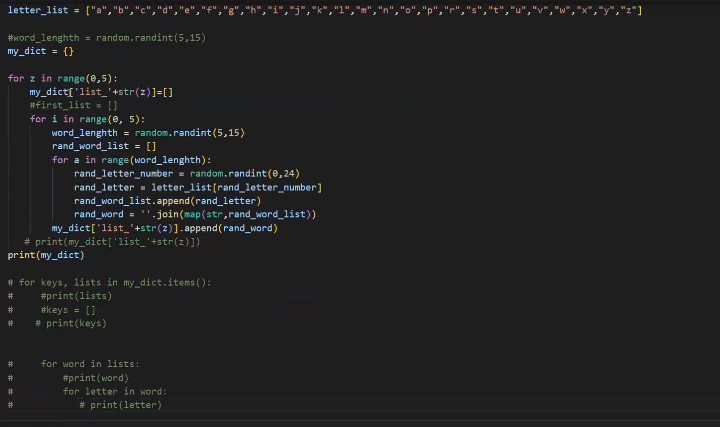 letter_list = ["a","b","c","d","e","f","g","h","i","j","k","l","m","n","o","p","r","s","t","u","v","w","x","y","z"]
#word_lenghth = random.randint(5,15)
my_dict = {}
for z in range(0,5):
    my_dict['list_'+str(z)]=[]
    #first_list = []
    for i in range(0, 5):
        word_lenghth = random.randint(5,15)
        rand_word_list = []
        for a in range(word_lenghth):
            rand_letter_number = random.randint(0,24)
            rand_letter = letter_list[rand_letter_number]
            rand_word_list.append(rand_letter)
            rand_word = ''.join(map(str,rand_word_list))
        my_dict['list_'+str(z)].append(rand_word)
   # print(my_dict['list_'+str(z)])
print(my_dict)
# for keys, lists in my_dict.items():
#     #print(lists)
#     #keys = []
#    # print(keys)
#     for word in lists:
#         #print(word)
#         for letter in word:
#            # print(letter)